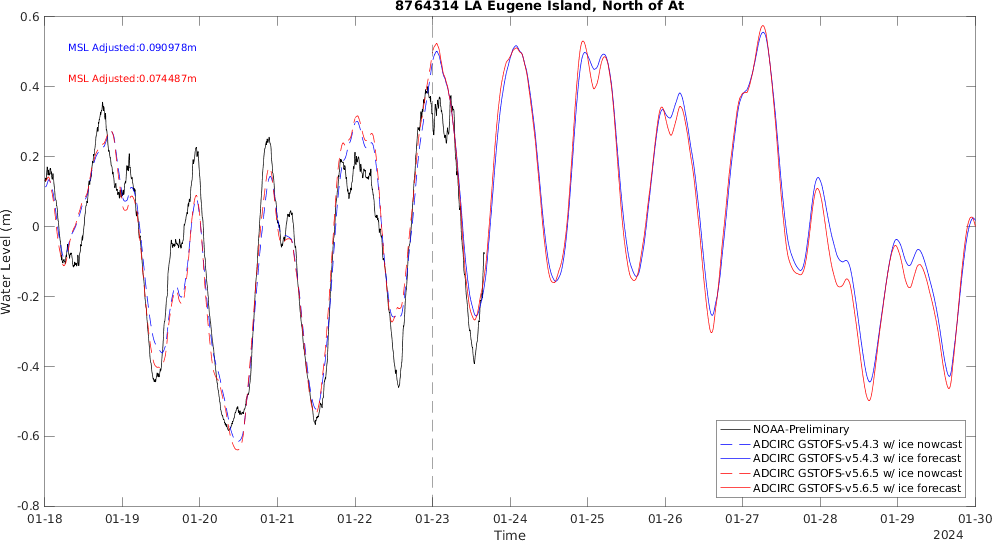 8764314 LA Eugene Island, North of At
MSL Adjusted:0.090978m
MSL Adjusted:0.074487m
Water Level (m)
0.6
0.4
0.2
0
-0.2
-0.4
-0.6
-0.8
NOAA-Preliminary
ADCIRC GSTOFS-v5.4.3 w/ ice nowcast
ADCIRC GSTOFS-v5.4.3 w/ ice forecast
ADCIRC GSTOFS-v5.6.5 w/ ice nowcast
ADCIRC GSTOFS-v5.6.5 w/ ice forecast
01-18 01-19 01-20 01-21 01-22 01-23 01-24 01-25 01-26 01-27 01-28 01-29 01-30
Time
2024